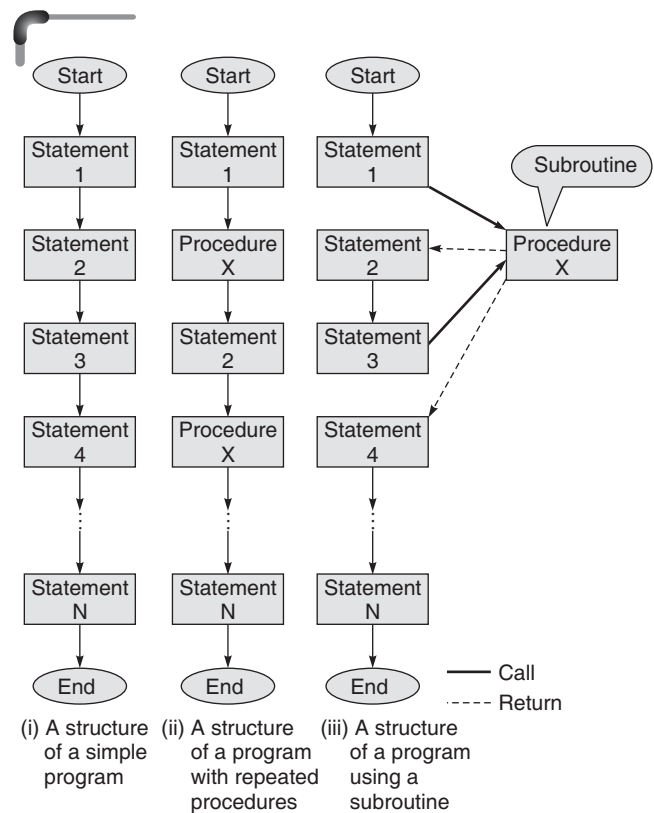 Start
Statement
1
Statement
2
Statement
3
Statement
4
Statement
N
End
(i) A structure
of a simple
program
Start
Statement
1
Procedure
X
Statement
2
Procedure
X
Statement
N
End
(ii) A structure
of a program
with repeated
procedures
Start
Statement
1
Statement
2
Statement
3
Statement
4
Statement
N
End
(iii) A structure
of a program
using a
subroutine
Subroutine
Procedure
X
Call
Return